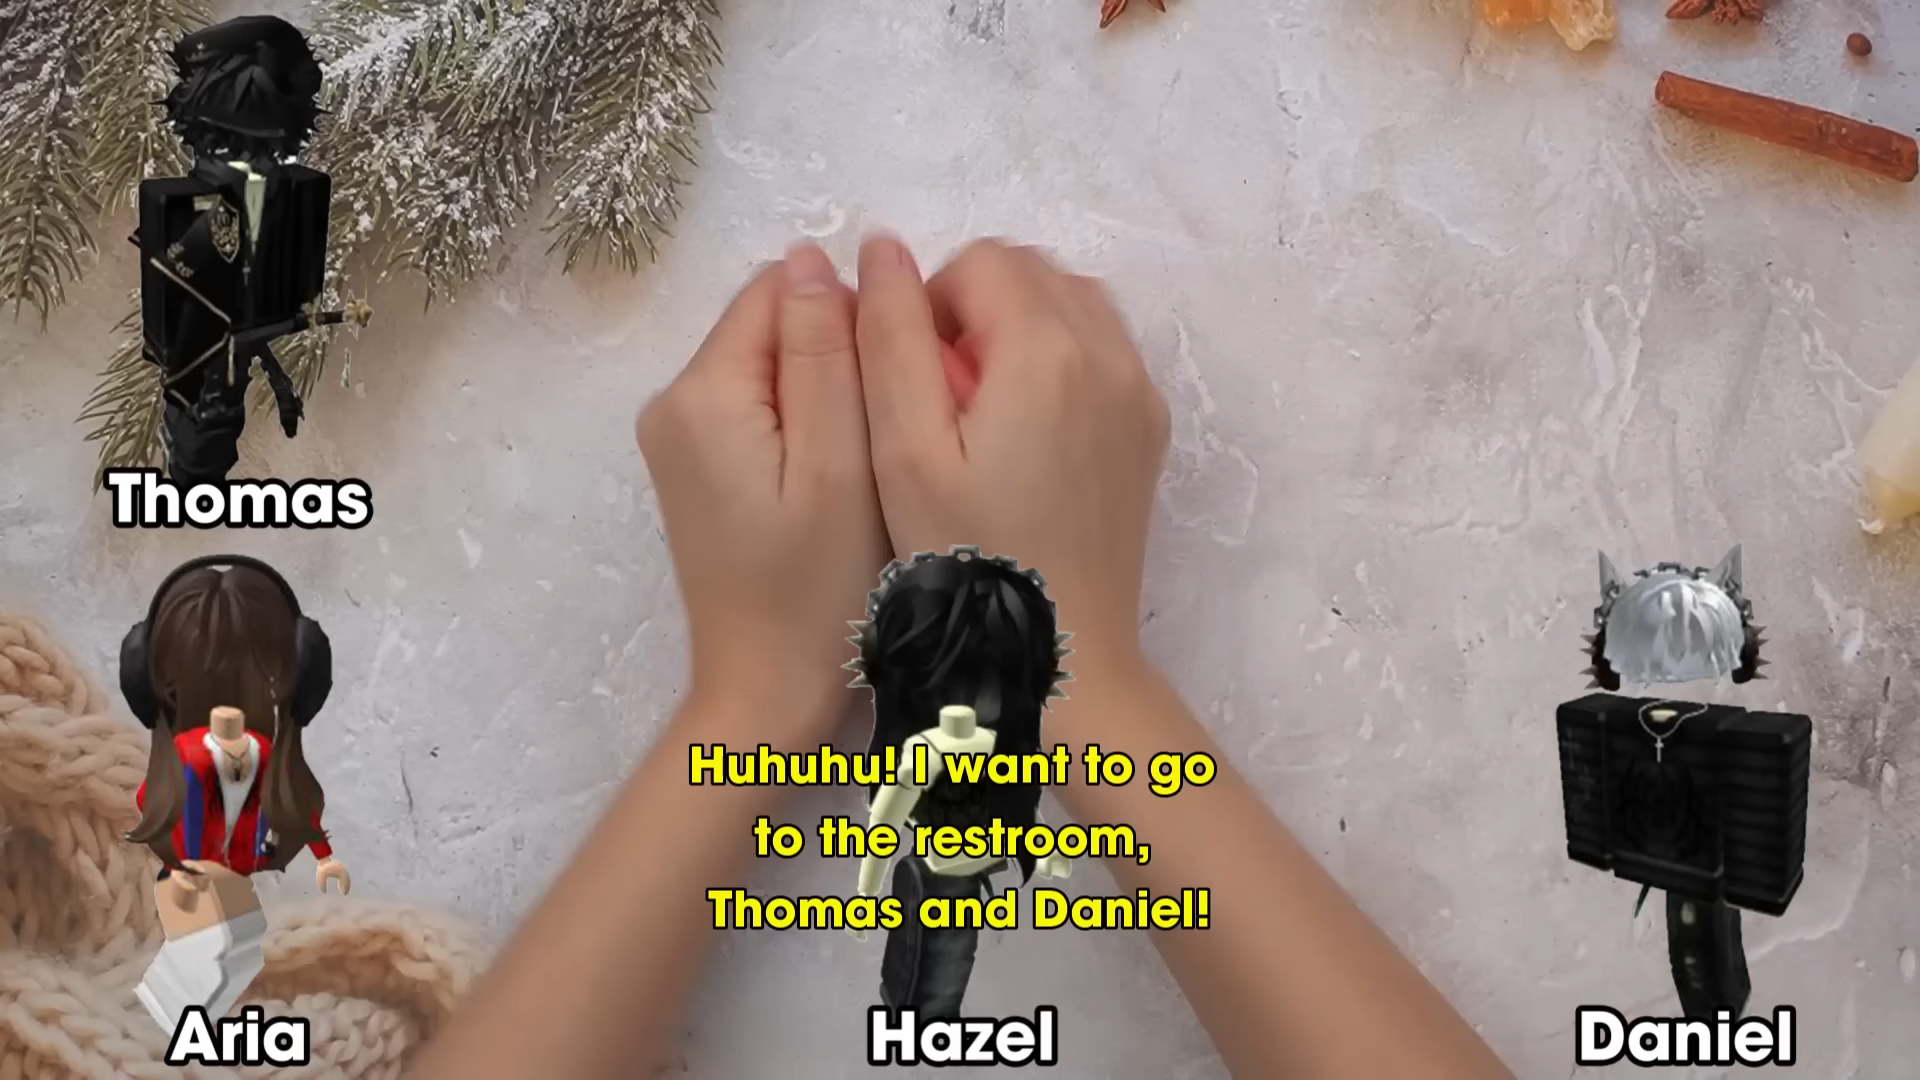 Thomas
Huhuhu! I want to go
to the restroom,
Thomas and Daniel!
Aria
Hazel
Daniel